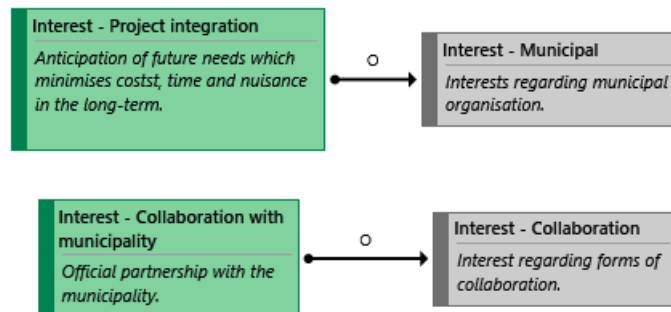 Interest - Project integration
Anticipation of future needs which
minimises costst, time and nuisance
in the long-term.
O
Interest - Municipal
Interests regarding municipal
organisation.
Interest - Collaboration with
municipality
Official partnership with the
municipality.
O
Interest - Collaboration
Interest regarding forms of
collaboration.